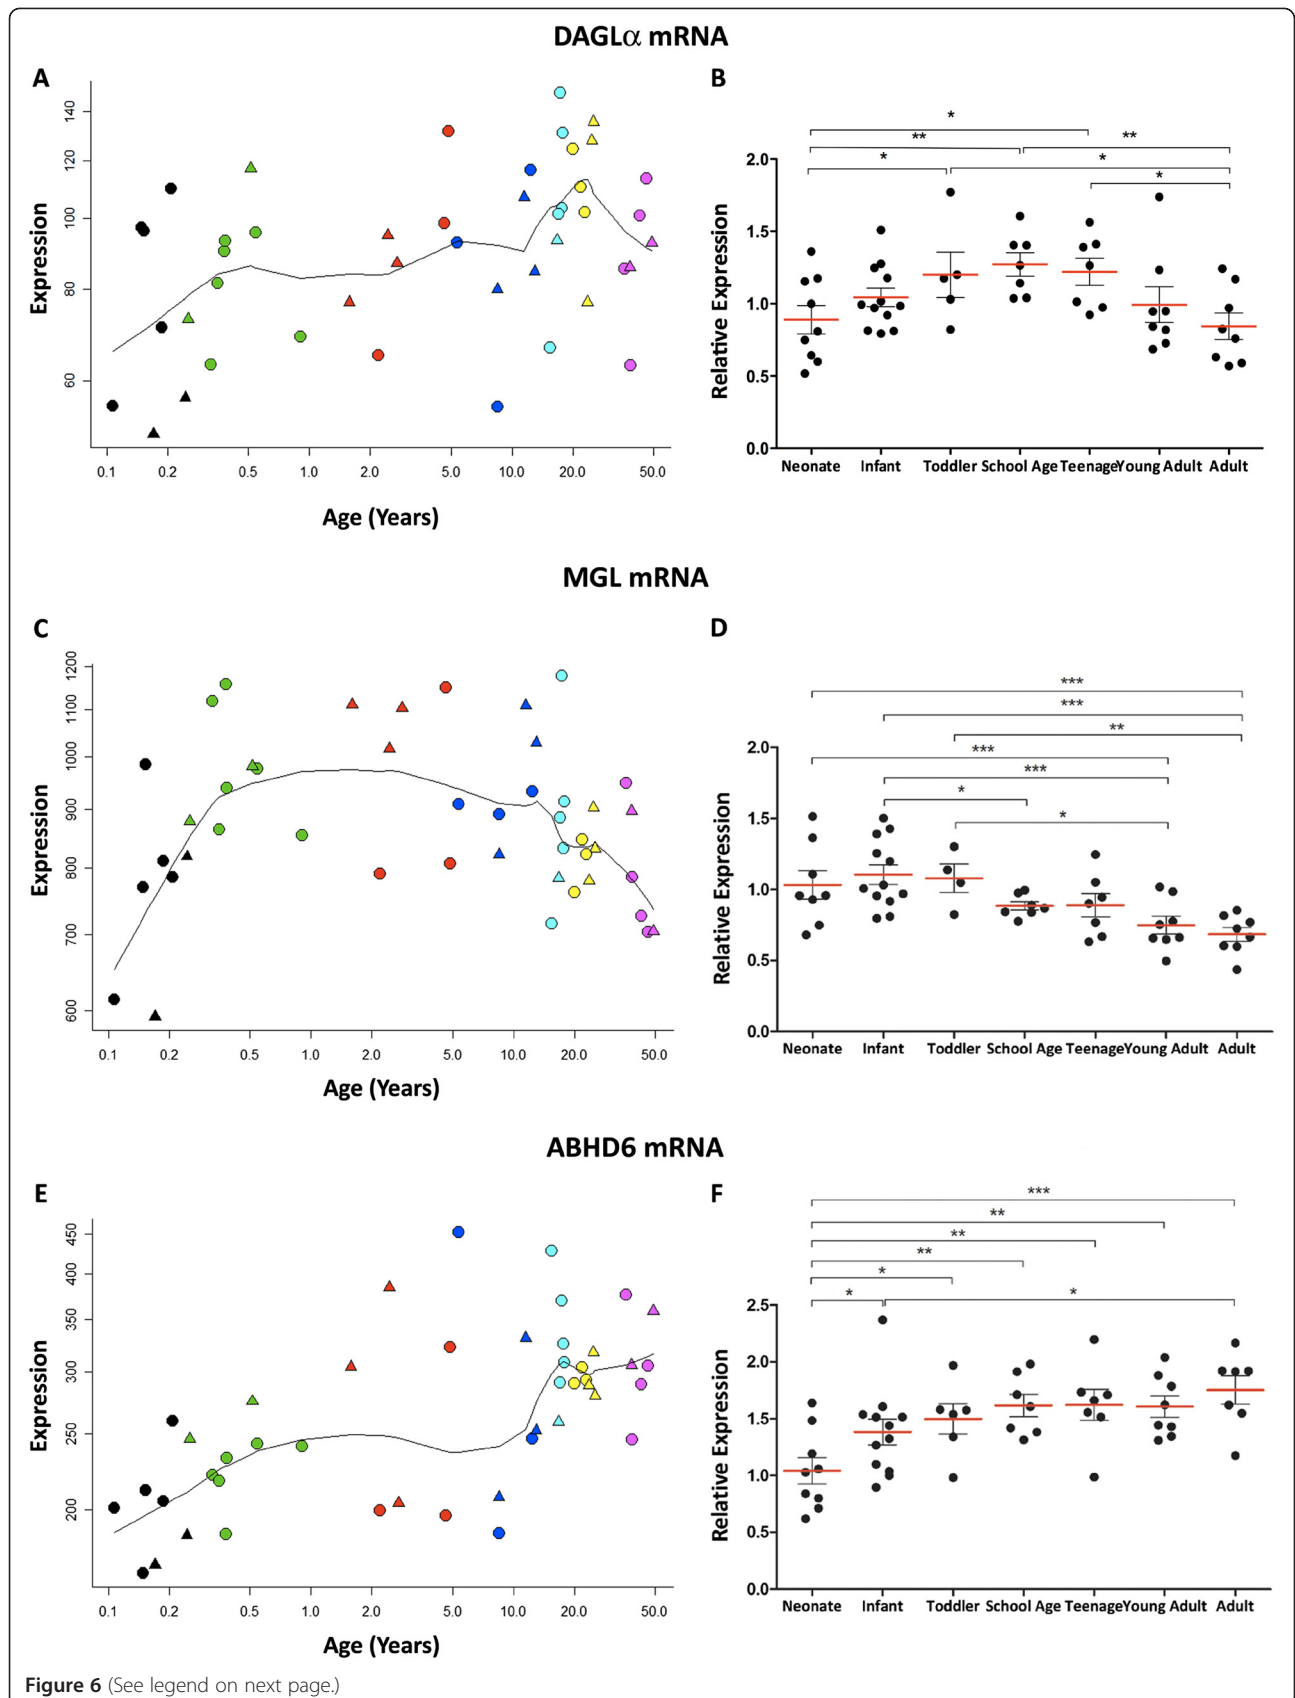 DAGLα mRNA
A
B
Expression
140
120
100
80
60
0.1 0.2 0.5 1.0 2.0 5.0 10.0 20.0 50.0
Age (Years)
* 
** **
* *
*
Relative Expression
2.0
1.5
1.0
0.5
0.0
Neonate Infant Toddler School Age Teenage Young Adult Adult
MGL mRNA
C
D
Expression
1200
1100
1000
900
800
700
600
0.1 0.2 0.5 1.0 2.0 5.0 10.0 20.0 50.0
Age (Years)
***
***
**
***
***
*
*
Relative Expression
2.0
1.5
1.0
0.5
0.0
Neonate Infant Toddler School Age Teenage Young Adult Adult
ABHD6 mRNA
E
F
Expression
450
400
350
300
250
200
0.1 0.2 0.5 1.0 2.0 5.0 10.0 20.0 50.0
Age (Years)
***
**
**
**
*
* *
Relative Expression
2.5
2.0
1.5
1.0
0.5
0.0
Neonate Infant Toddler School Age Teenage Young Adult Adult
Figure 6 (See legend on next page.)